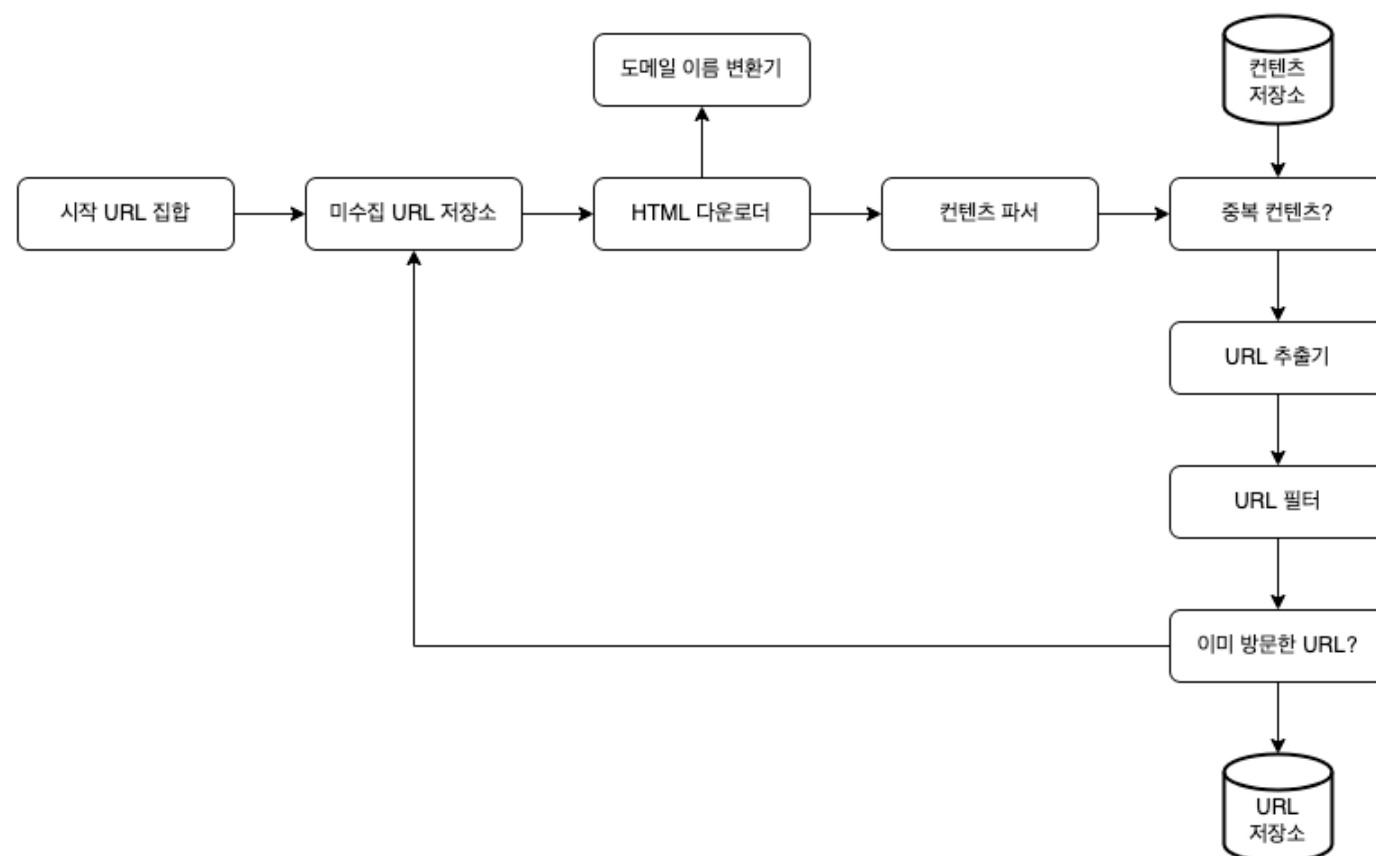 도메일 이름 변환기
컨텐츠
저장소
시작 URL 집합
미수집 URL 저장소
HTML 다운로더
컨텐츠 파서
중복 컨텐츠?
URL 추출기
URL 필터
이미 방문한 URL?
URL
저장소